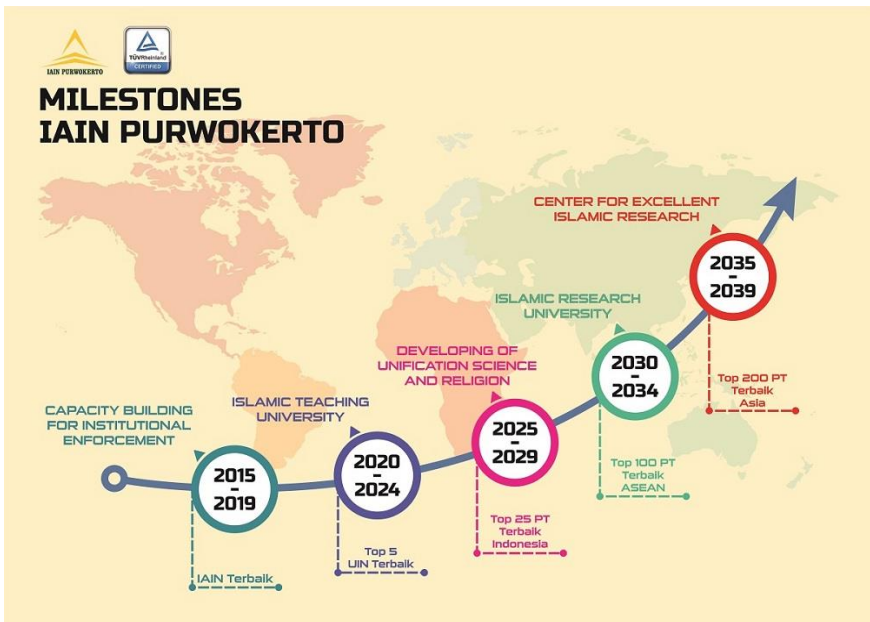 IAIN PURWOKERTO
TÜVRheinland
CERTIFIED
MILESTONES
IAIN PURWOKERTO
CAPACITY BUILDING
FOR INSTITUTIONAL
ENFORCEMENT
2015
-
2019
IAIN Terbaik
ISLAMIC TEACHING
UNIVERSITY
2020
-
2024
Top 5
UIN Terbaik
DEVELOPING OF
UNIFICATION SCIENCE
AND RELIGION
2025
-
2029
Top 25 PT
Terbaik
Indonesia
ISLAMIC RESEARCH
UNIVERSITY
2030
-
2034
Top 100 PT
Terbaik
ASEAN
CENTER FOR EXCELLENT
ISLAMIC RESEARCH
2035
-
2039
Top 200 PT
Terbaik
Asia